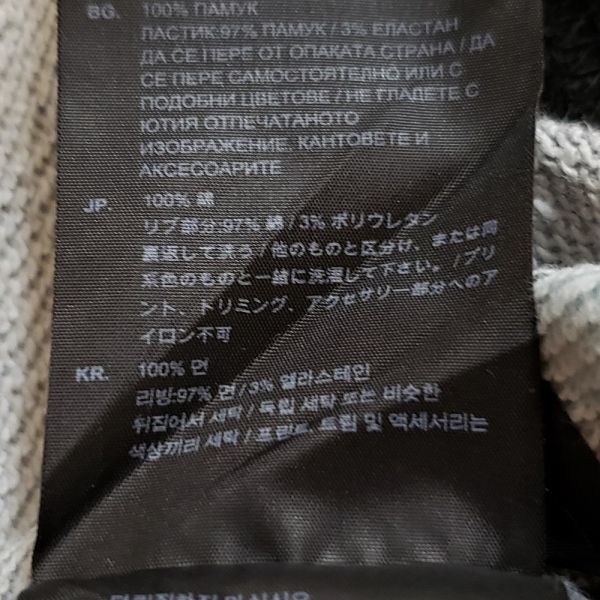 BG. 100% ПАМУК
ЛАСТИК:97% ПАМУК / 3% ЕЛАСТАН
ДА СЕ ПЕРЕ ОТ ОПАКАТА СТРАНА / ДА
СЕ ПЕРЕ САМОСТОЯТЕЛНО ИЛИ С
ПОДОБНИ ЦВЕТОВЕ / НЕ ГЛАДЕТЕ С
ЮТИЯ ОТПЕЧАТАНОТО
ИЗОБРАЖЕНИЕ, КАНТОВЕТЕ И
АКСЕСОАРИТЕ
JP. 100% 綿
リブ部分:97% 綿 / 3% ポリウレタン
裏返して洗う / 他のものと区分け、または同
系色のものと一緒に洗濯して下さい。/ プリ
ント、トリミング、アクセサリー部分へのア
イロン不可
KR. 100% 면
리빙:97% 면 / 3% 엘라스테인
뒤집어서 세탁 / 독립 세탁 또는 비슷한
색상끼리 세탁 / 프린트, 트림 및 액세서리는